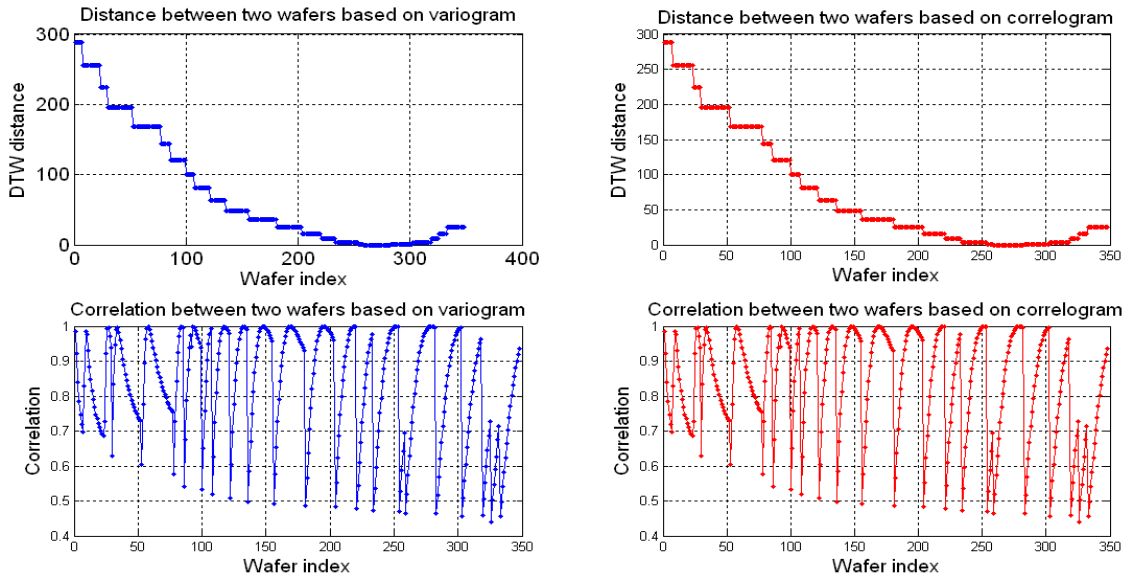 Distance between two wafers based on variogram
300
200
100
0
DTW distance
0 100 200 300 400
Wafer index
Distance between two wafers based on correlogram
300
250
200
150
100
50
0
DTW distance
0 50 100 150 200 250 300 350
Wafer index
Correlation between two wafers based on variogram
1
0.9
0.8
0.7
0.6
0.5
0.4
Correlation
0 50 100 150 200 250 300 350
Wafer index
Correlation between two wafers based on correlogram
1
0.9
0.8
0.7
0.6
0.5
0.4
Correlation
0 50 100 150 200 250 300 350
Wafer index